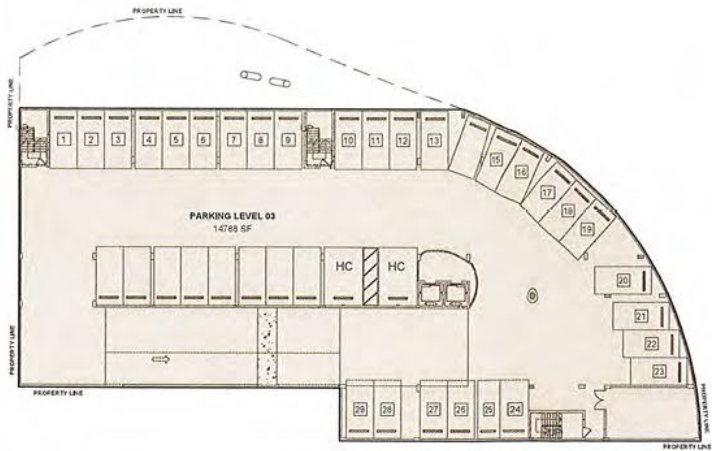 PROPERTY LINE
PROPERTY LINE
1 2 3 4 5 6 7 8 9 10 11 12 13
15
16
17
18
19
PARKING LEVEL 03
14788 SF
HC HC
20
21
22
23
PROPERTY LINE
PROPERTY LINE
29 28 27 26 25 24
PROPERTY LINE
PROPERTY LINE